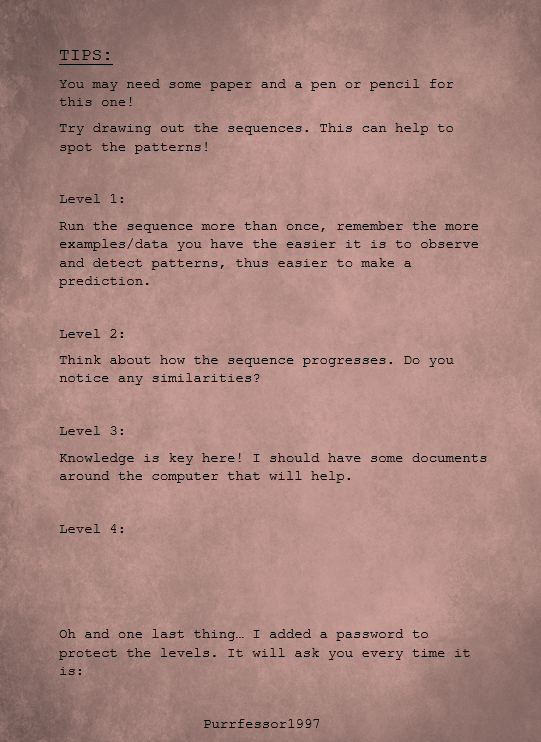 TIPS:
You may need some paper and a pen or pencil for
this one!
Try drawing out the sequences. This can help to
spot the patterns!
Level 1:
Run the sequence more than once, remember the more
examples/data you have the easier it is to observe
and detect patterns, thus easier to make a
prediction.
Level 2:
Think about how the sequence progresses. Do you
notice any similarities?
Level 3:
Knowledge is key here! I should have some documents
around the computer that will help.
Level 4:
Oh and one last thing… I added a password to
protect the levels. It will ask you every time it
is:
Purrfessor1997